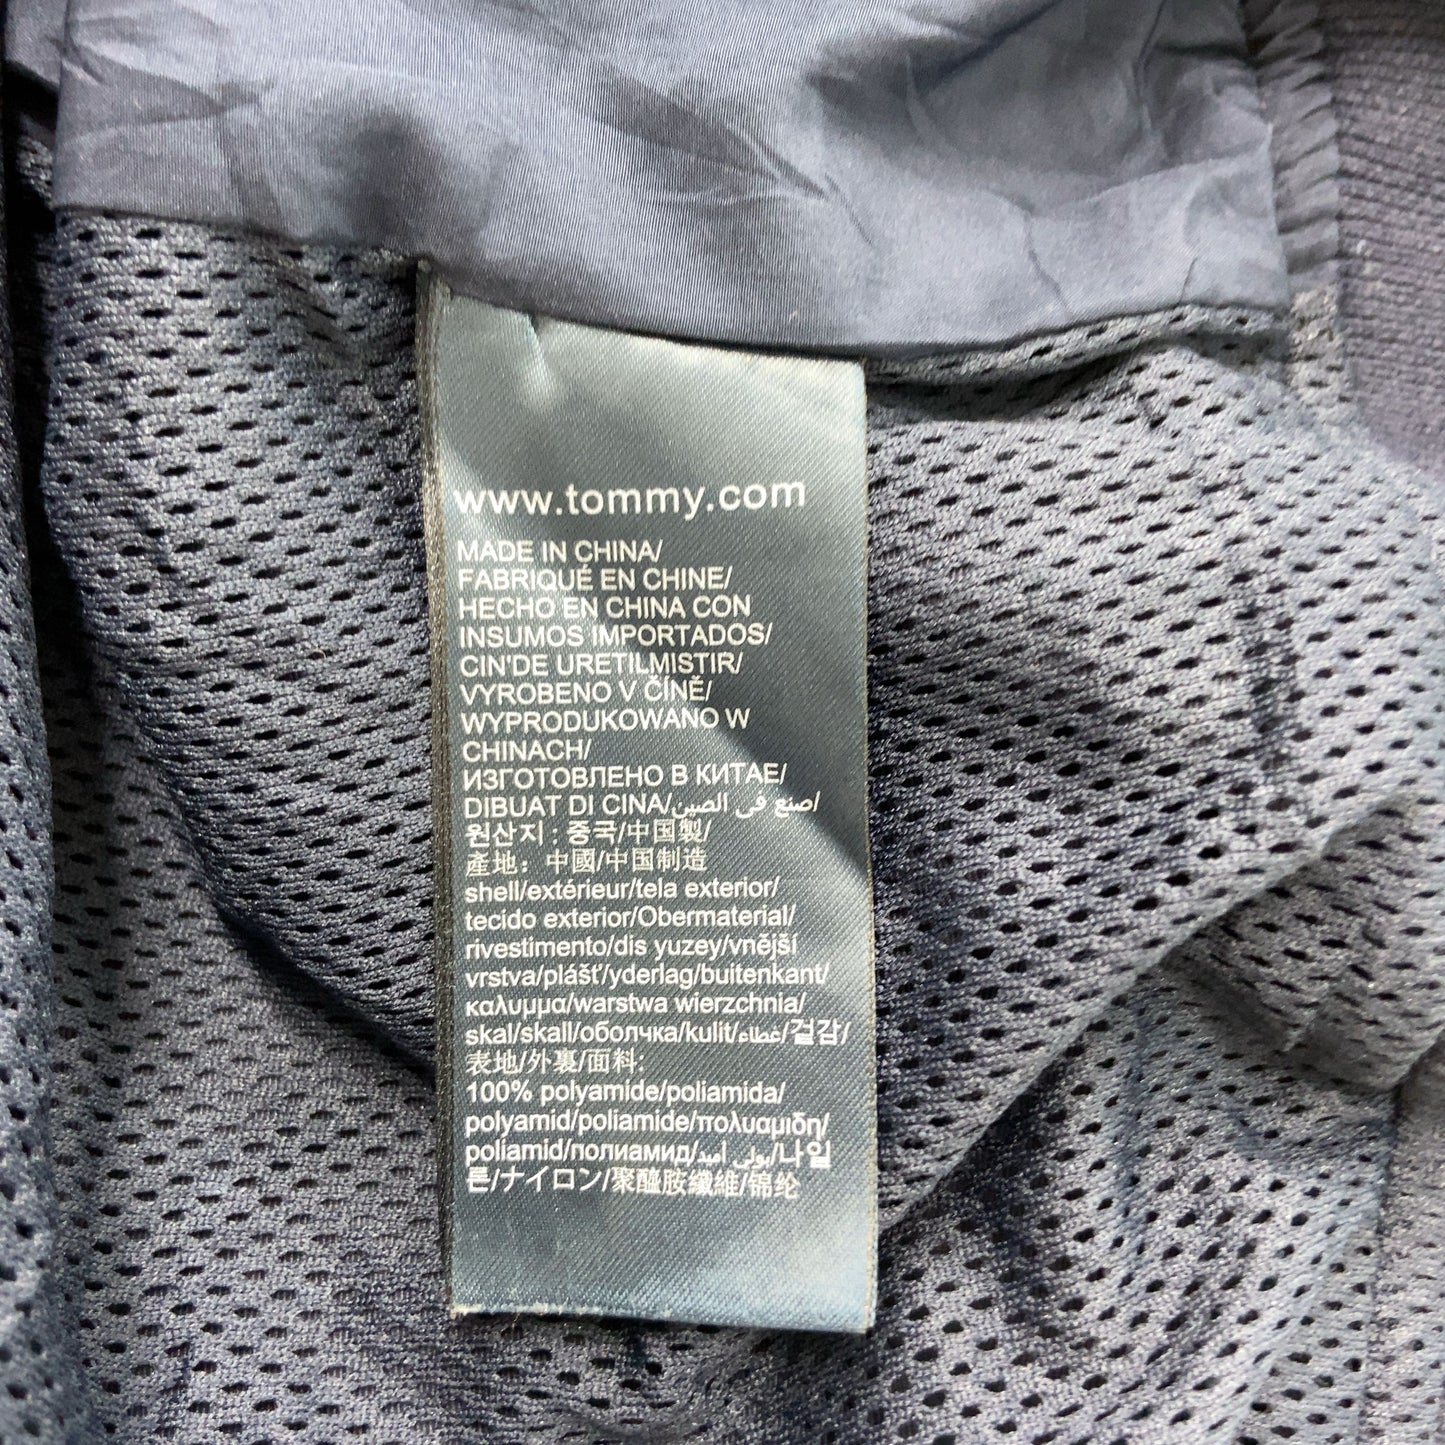 www.tommy.com
MADE IN CHINA/
FABRIQUÉ EN CHINE/
HECHO EN CHINA CON
INSUMOS IMPORTADOS/
CIN'DE URETILMISTIR/
VYROBENO V ČÍNĚ/
WYPRODUKOWANO W
CHINACH/
ИЗГОТОВЛЕНО В КИТАЕ/
DIBUAT DI CINA/صنع في الصين/
원산지 : 중국/中国製/
產地: 中國/中国制造
shell/extérieur/tela exterior/
tecido exterior/Obermaterial/
rivestimento/dis yuzey/vnější
vrstva/plášť/yderlag/buitenkant/
καλυμμα/warstwa wierzchnia/
skal/skall/оболчка/kulit/غطاء/겉감/
表地/外裏/面料:
100% polyamide/poliamida/
polyamid/poliamide/πολυαμιδη/
poliamid/полиамид/بولي أميد/나일
론/ナイロン/聚醯胺纖維/锦纶